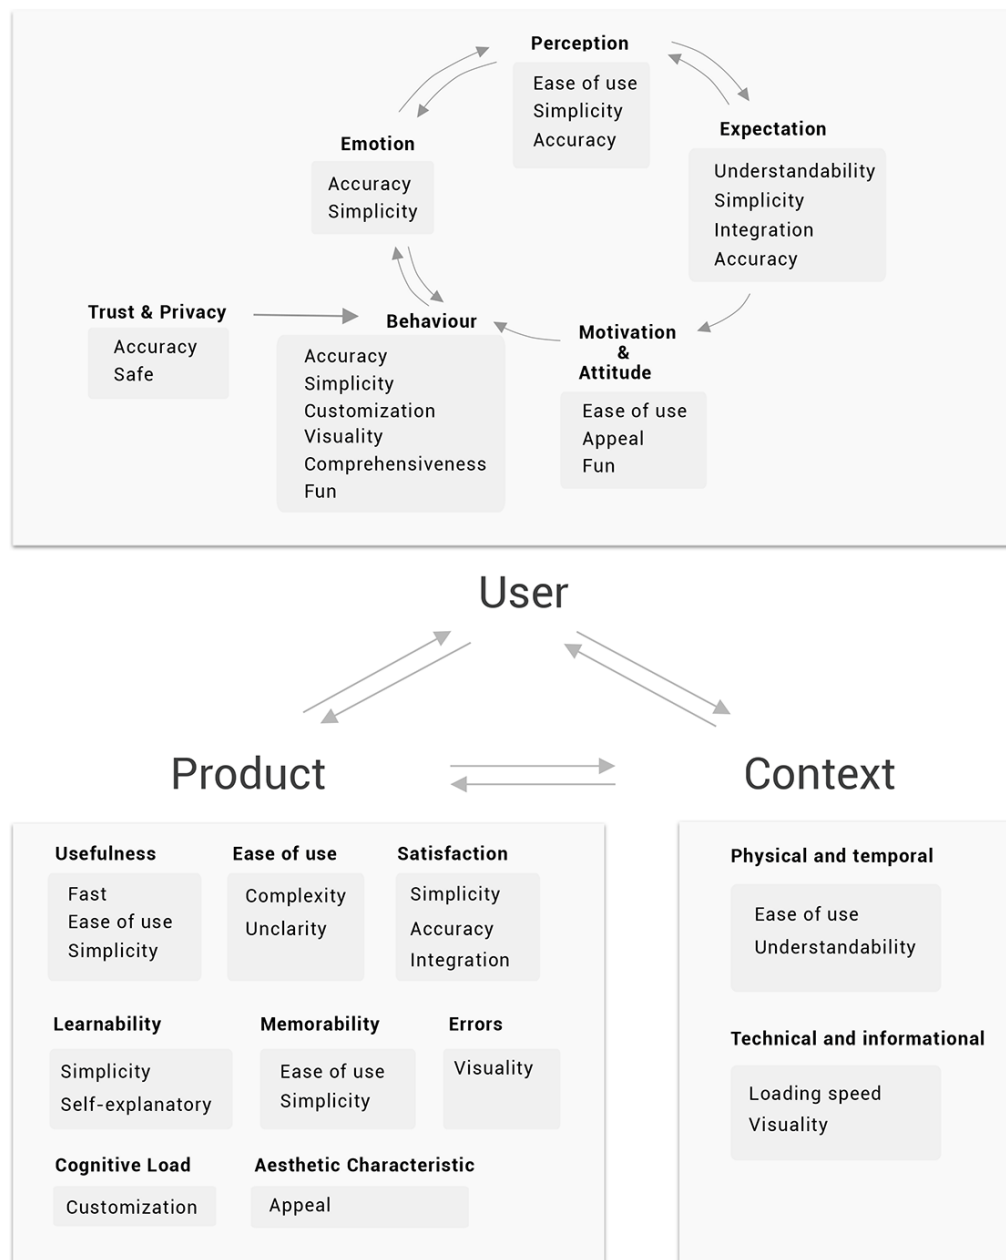 Perception
Ease of use
Simplicity
Accuracy
Expectation
Understandability
Simplicity
Integration
Accuracy
Emotion
Accuracy
Simplicity
Trust & Privacy
Accuracy
Safe
Behaviour
Accuracy
Simplicity
Customization
Visuality
Comprehensiveness
Fun
Motivation
&
Attitude
Ease of use
Appeal
Fun
User
Product
Context
Usefulness
Fast
Ease of use
Simplicity
Ease of use
Complexity
Unclarity
Satisfaction
Simplicity
Accuracy
Integration
Learnability
Simplicity
Self-explanatory
Memorability
Ease of use
Simplicity
Errors
Visuality
Cognitive Load
Customization
Aesthetic Characteristic
Appeal
Physical and temporal
Ease of use
Understandability
Technical and informational
Loading speed
Visuality